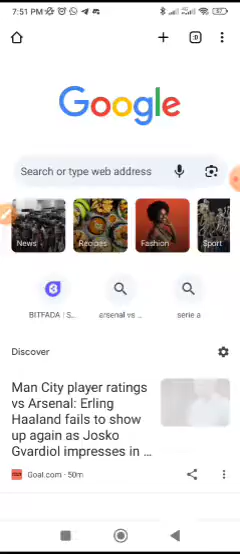 7:51 PM
Google
Search or type web address
News
Recipes
Fashion
Sport
BITFADA | S...
arsenal vs ...
serie a
Discover
Man City player ratings
vs Arsenal: Erling
Haaland fails to show
up again as Josko
Gvardiol impresses in ...
Goal.com · 50m